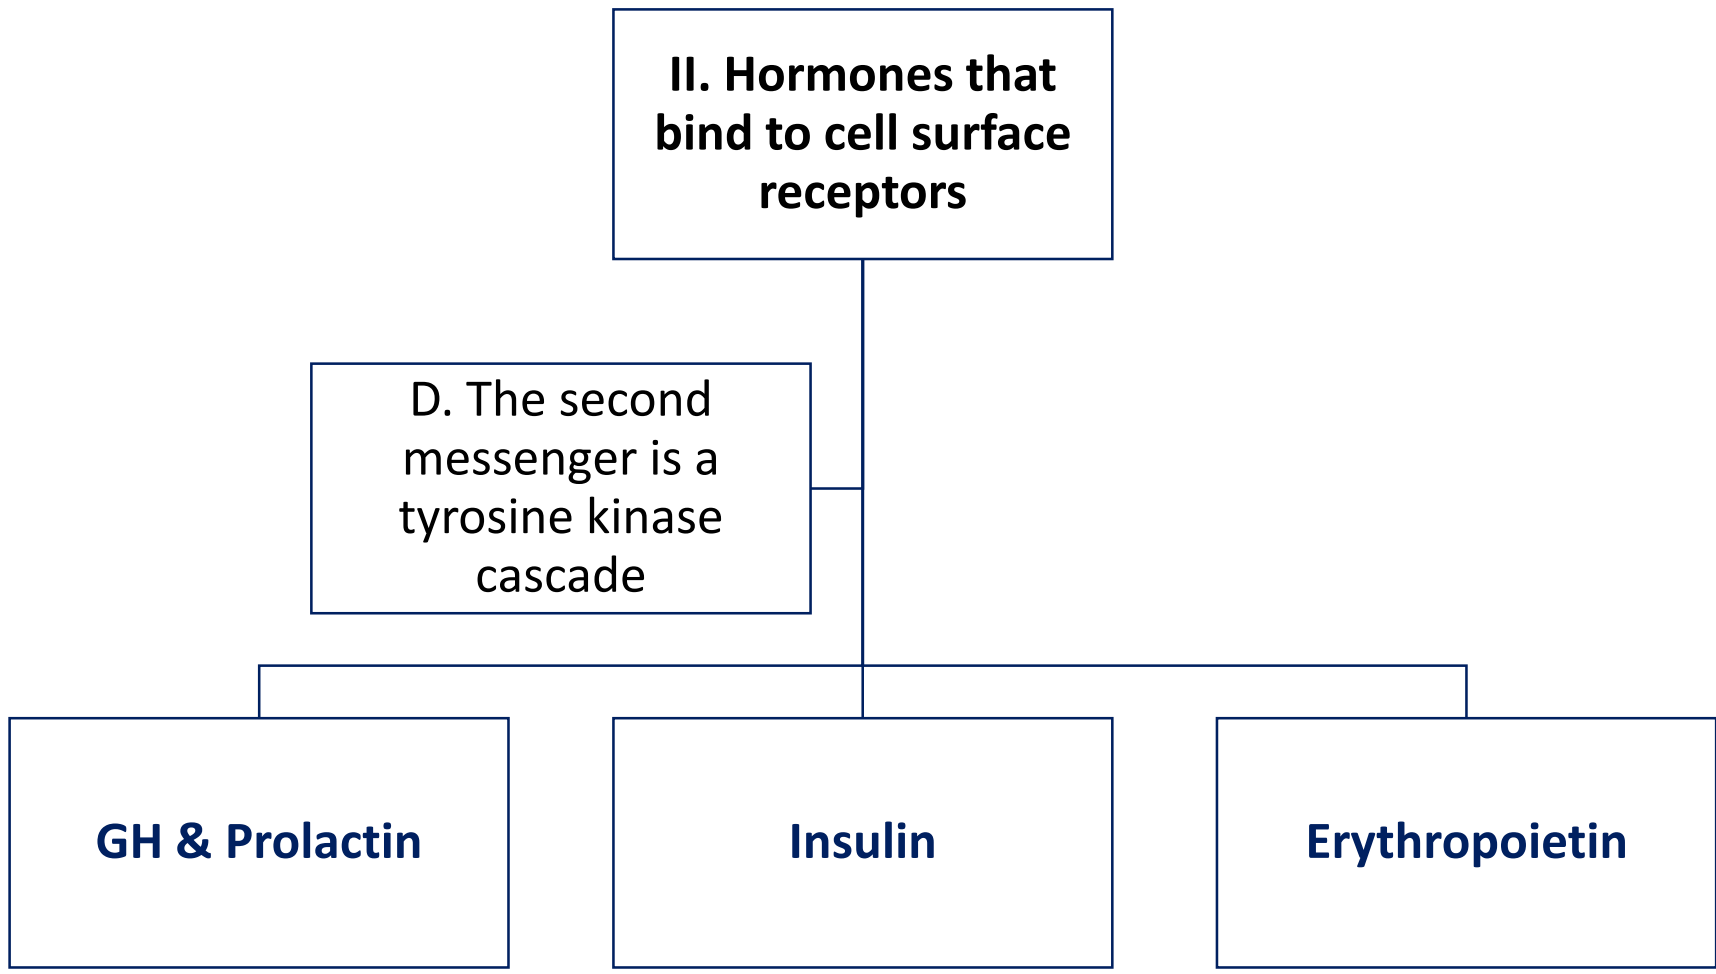 II. Hormones that
bind to cell surface
receptors
D. The second
messenger is a
tyrosine kinase
cascade
GH & Prolactin
Insulin
Erythropoietin